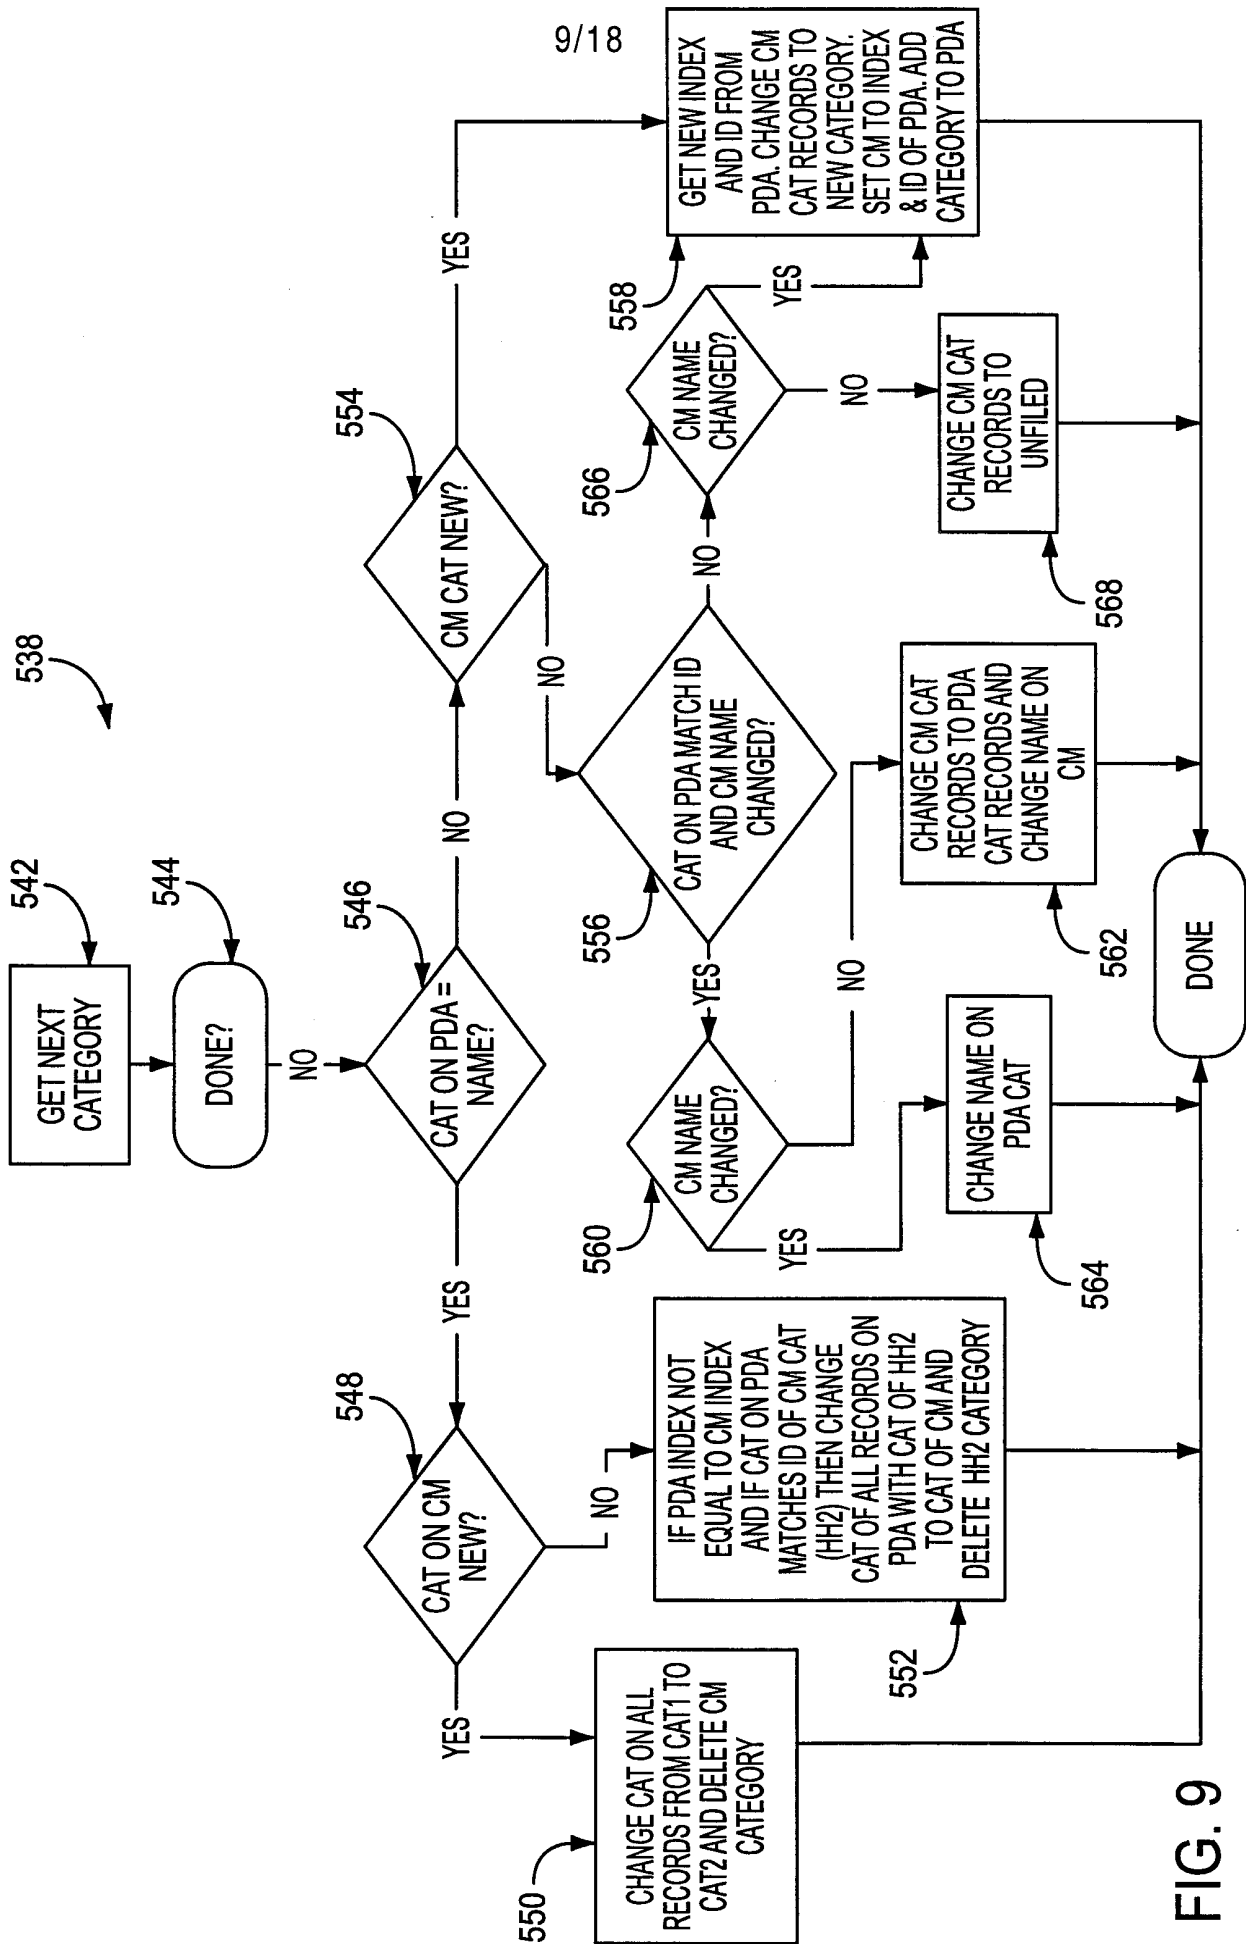 9/18
538
GET NEXT
CATEGORY
542
DONE?
544
NO
CAT ON PDA =
NAME?
546
YES
NO
CAT ON CM
NEW?
548
YES
NO
CHANGE CAT ON ALL
RECORDS FROM CAT1 TO
CAT2 AND DELETE CM
CATEGORY
550
IF PDA INDEX NOT
EQUAL TO CM INDEX
AND IF CAT ON PDA
MATCHES ID OF CM CAT
(HH2) THEN CHANGE
CAT OF ALL RECORDS ON
PDA WITH CAT OF HH2
TO CAT OF CM AND
DELETE HH2 CATEGORY
552
CM CAT NEW?
554
YES
NO
CAT ON PDA MATCH ID
AND CM NAME
CHANGED?
556
YES
NO
CM NAME
CHANGED?
560
YES
NO
CHANGE NAME ON
PDA CAT
564
CHANGE CM CAT
RECORDS TO PDA
CAT RECORDS AND
CHANGE NAME ON
CM
562
CM NAME
CHANGED?
566
YES
NO
CHANGE CM CAT
RECORDS TO
UNFILED
568
GET NEW INDEX
AND ID FROM
PDA. CHANGE CM
CAT RECORDS TO
NEW CATEGORY.
SET CM TO INDEX
& ID OF PDA. ADD
CATEGORY TO PDA
558
DONE
FIG. 9